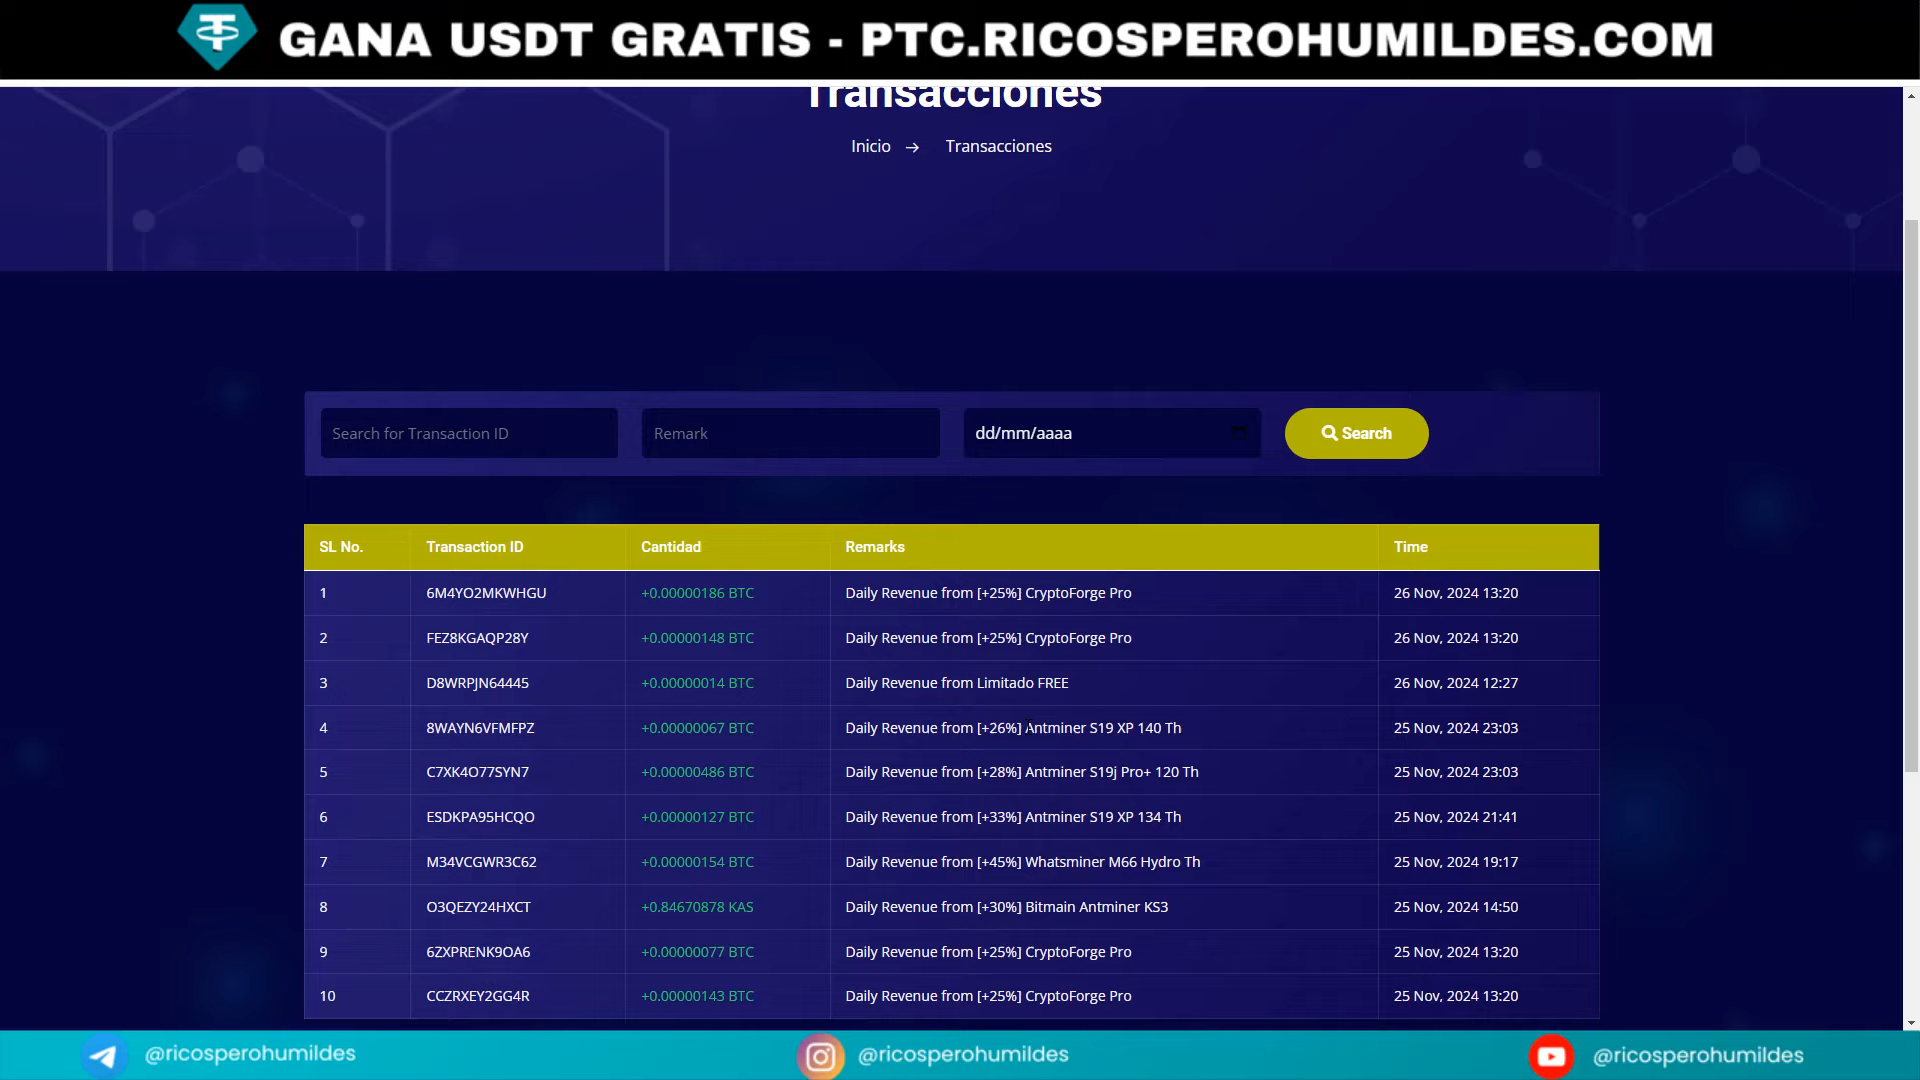 GANA USDT GRATIS - PTC.RICOSPEROHUMILDES.COM
Transacciones
Inicio → Transacciones
Search for Transaction ID Remark dd/mm/aaaa Search
SL No. Transaction ID Cantidad Remarks Time
1 6M4YO2MKWHGU +0.00000186 BTC Daily Revenue from [+25%] CryptoForge Pro 26 Nov, 2024 13:20
2 FEZ8KGAQP28Y +0.00000148 BTC Daily Revenue from [+25%] CryptoForge Pro 26 Nov, 2024 13:20
3 D8WRPJN64445 +0.00000014 BTC Daily Revenue from Limitado FREE 26 Nov, 2024 12:27
4 8WAYN6VFMFPZ +0.00000067 BTC Daily Revenue from [+26%] Antminer S19 XP 140 Th 25 Nov, 2024 23:03
5 C7XK4O77SYN7 +0.00000486 BTC Daily Revenue from [+28%] Antminer S19j Pro+ 120 Th 25 Nov, 2024 23:03
6 ESDKPA95HCQO +0.00000127 BTC Daily Revenue from [+33%] Antminer S19 XP 134 Th 25 Nov, 2024 21:41
7 M34VCGWR3C62 +0.00000154 BTC Daily Revenue from [+45%] Whatsminer M66 Hydro Th 25 Nov, 2024 19:17
8 O3QEZY24HXCT +0.84670878 KAS Daily Revenue from [+30%] Bitmain Antminer KS3 25 Nov, 2024 14:50
9 6ZXPRENK9OA6 +0.00000077 BTC Daily Revenue from [+25%] CryptoForge Pro 25 Nov, 2024 13:20
10 CCZRXEY2GG4R +0.00000143 BTC Daily Revenue from [+25%] CryptoForge Pro 25 Nov, 2024 13:20
@ricosperohumildes @ricosperohumildes @ricosperohumildes